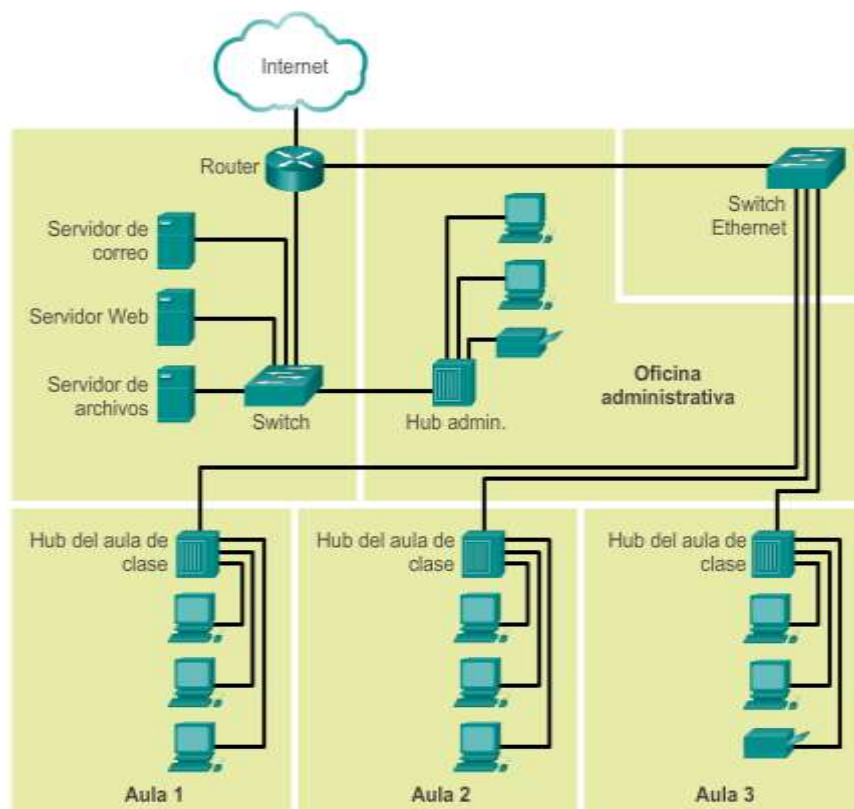 Internet
Router
Switch
Ethernet
Servidor de
correo
Servidor Web
Servidor de
archivos
Switch
Hub admin.
Oficina
administrativa
Hub del aula de
clase
Hub del aula de
clase
Hub del aula de
clase
Aula 1
Aula 2
Aula 3